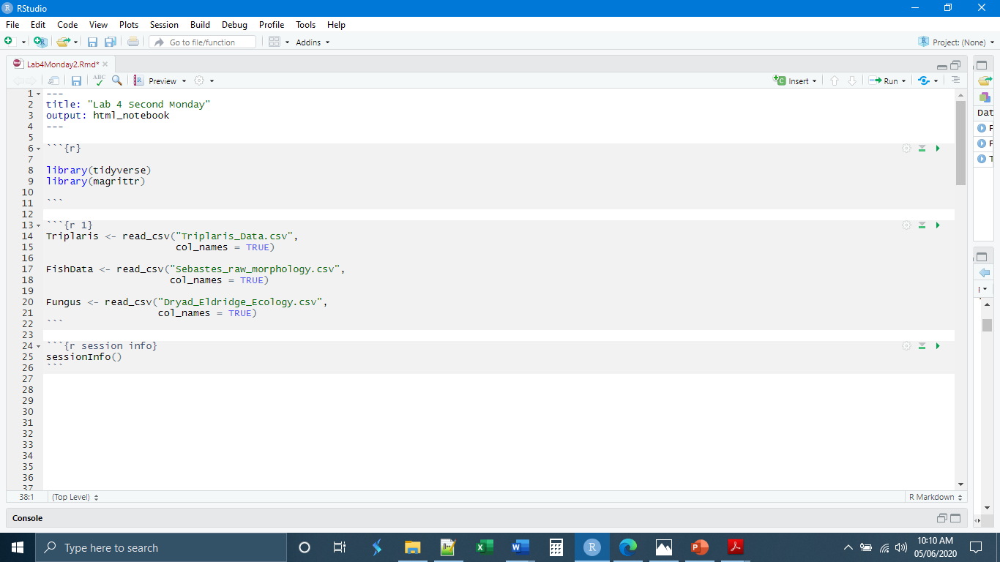 RStudio
File Edit Code View Plots Session Build Debug Profile Tools Help
Go to file/function Addins Project: (None)
Lab4Monday2.Rmd*
ABC Preview Insert Run
1 ---
2 title: "Lab 4 Second Monday"
3 output: html_notebook
4 ---
5
6 ```{r}
7
8 library(tidyverse)
9 library(magrittr)
10
11 ```
12
13 ```{r 1}
14 Triplaris <- read_csv("Triplaris_Data.csv",
15 col_names = TRUE)
16
17 FishData <- read_csv("Sebastes_raw_morphology.csv",
18 col_names = TRUE)
19
20 Fungus <- read_csv("Dryad_Eldridge_Ecology.csv",
21 col_names = TRUE)
22 ```
23
24 ```{r session info}
25 sessionInfo()
26 ```
27
28
29
30
31
32
33
34
35
36
37
38:1 (Top Level) R Markdown
Console
Dat
F
F
T
Type here to search
10:10 AM
05/06/2020